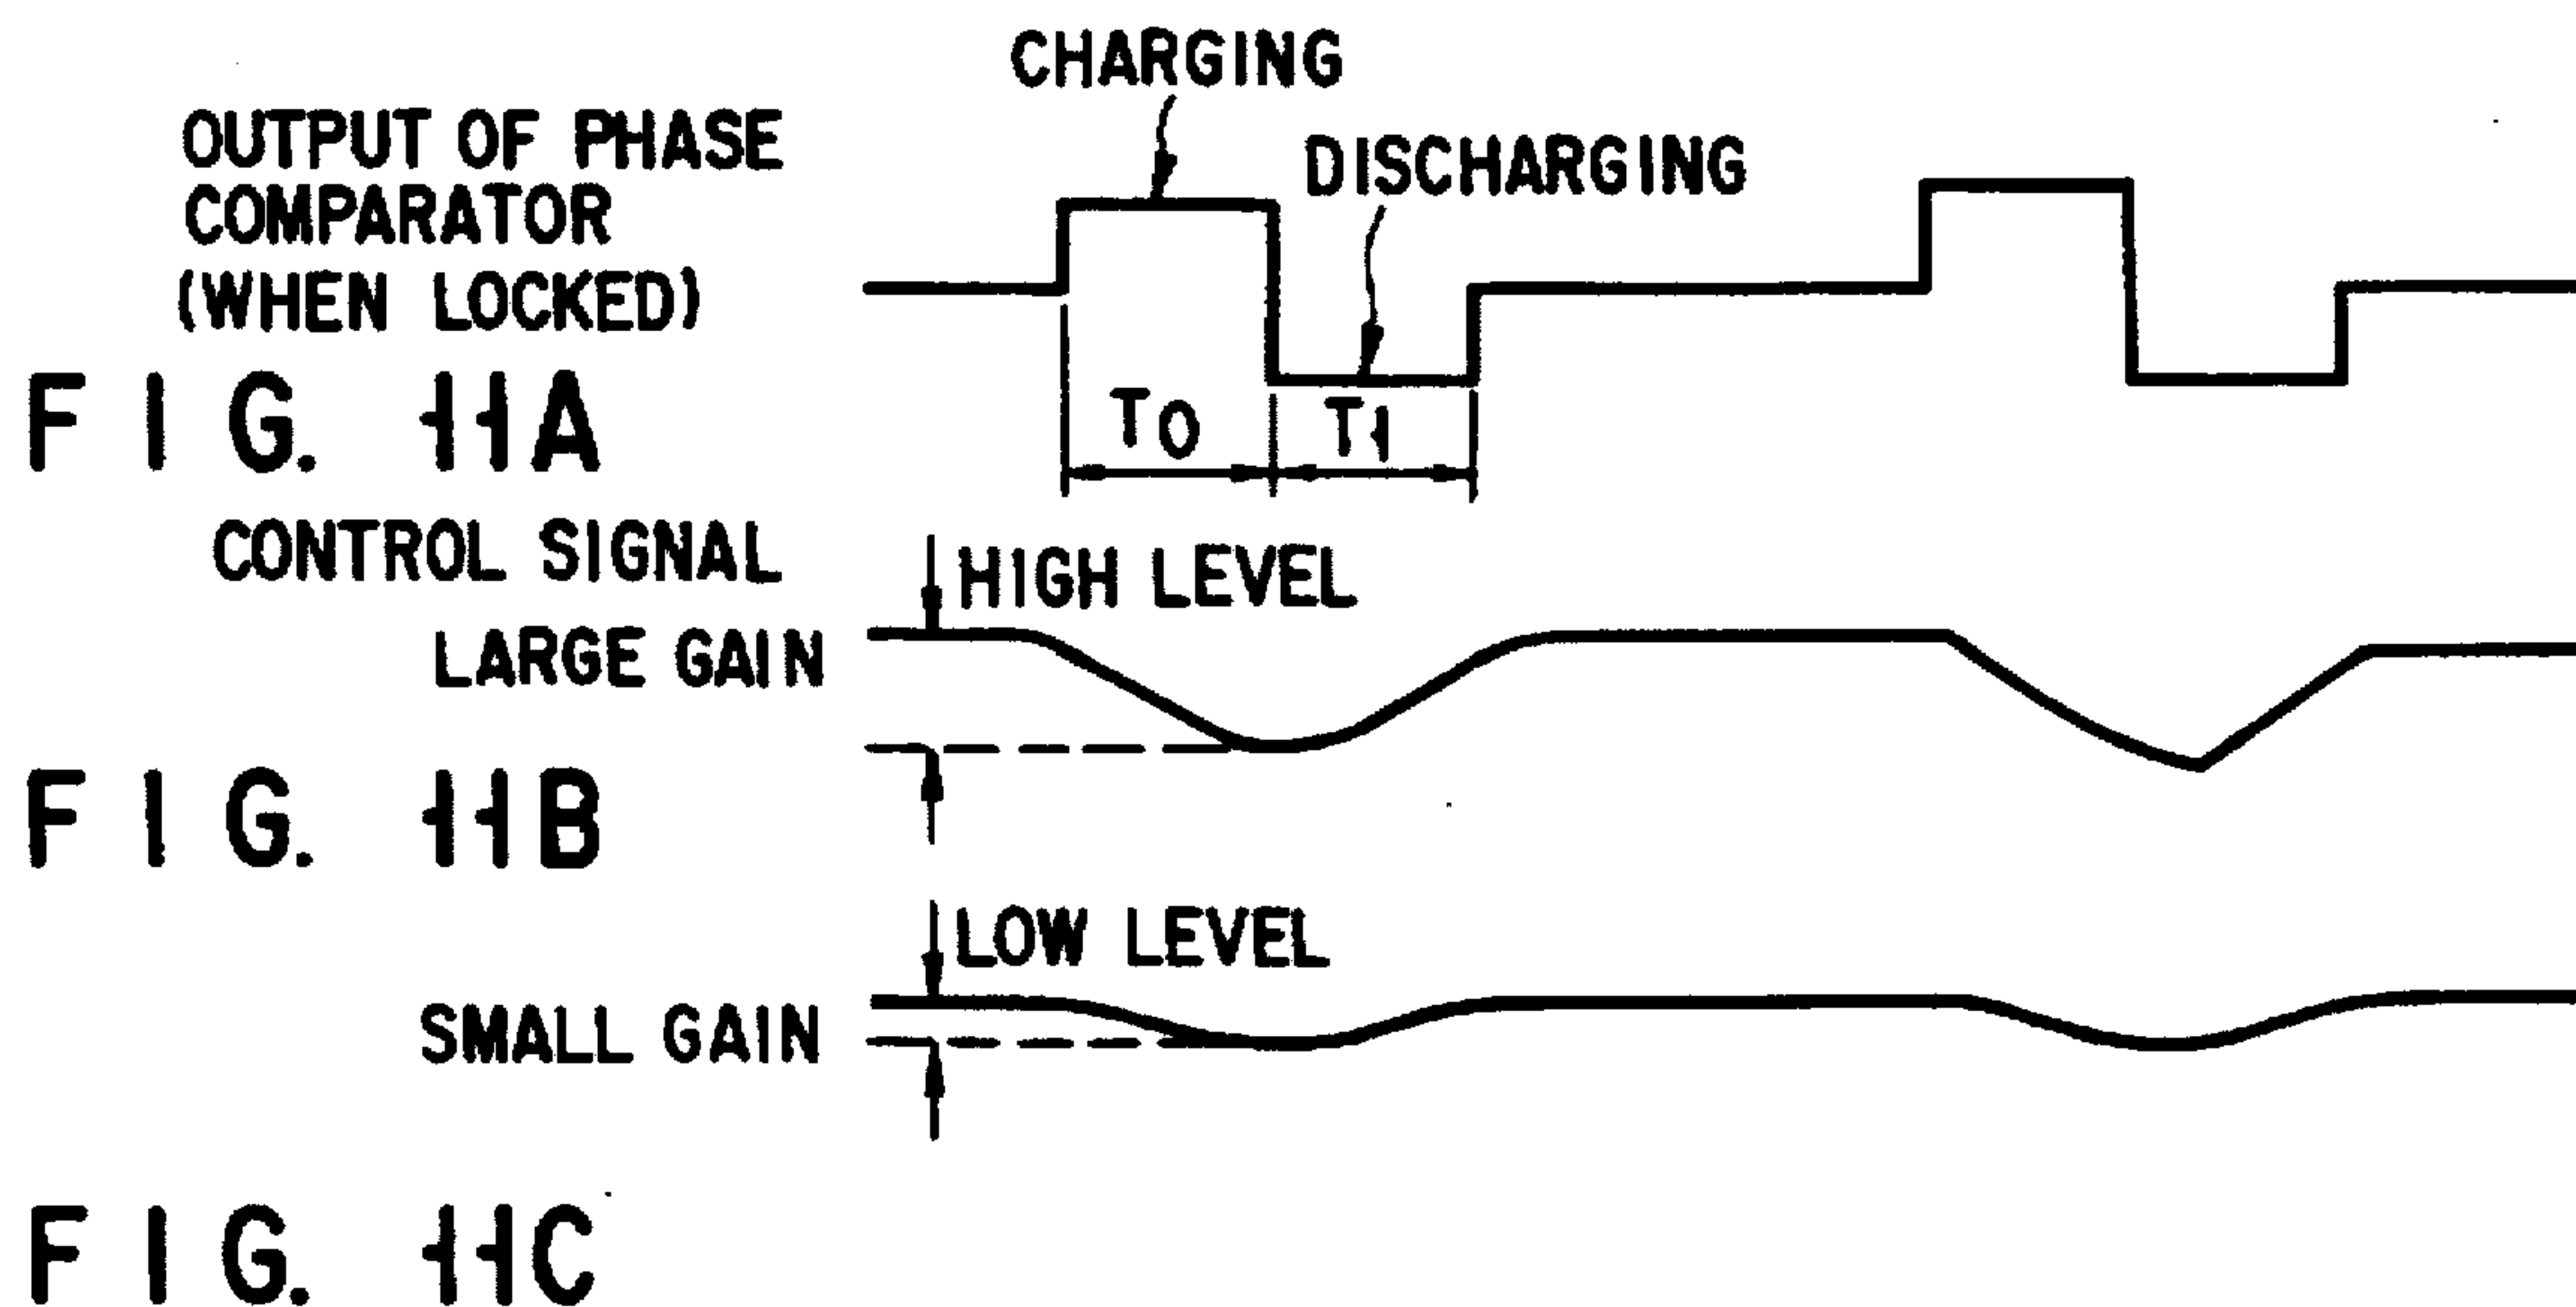 CHARGING
OUTPUT OF PHASE
COMPARATOR
(WHEN LOCKED)
DISCHARGING
FIG. 11A
T0
T1
CONTROL SIGNAL
HIGH LEVEL
LARGE GAIN
FIG. 11B
LOW LEVEL
SMALL GAIN
FIG. 11C